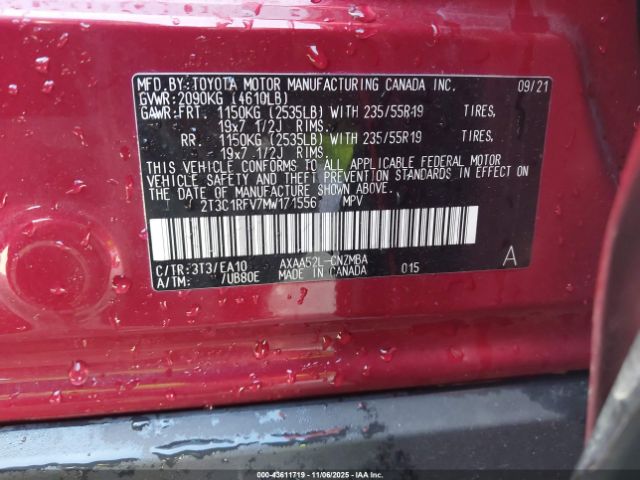 MFD.BY:TOYOTA MOTOR MANUFACTURING CANADA INC. 09/21
GVWR:2090KG (4610LB)
GAWR:FRT. 1150KG (2535LB) WITH 235/55R19 TIRES,
19x7 1/2J RIMS.
RR. 1150KG (2535LB) WITH 235/55R19 TIRES,
19x7 1/2J RIMS.
THIS VEHICLE CONFORMS TO ALL APPLICABLE FEDERAL MOTOR
VEHICLE SAFETY AND THEFT PREVENTION STANDARDS IN EFFECT ON
THE DATE OF MANUFACTURE SHOWN ABOVE.
2T3C1RFV7MW171556 MPV
C/TR:3T3/EA10 AXAA52L-CNZMBA A
A/TM: /UB80E MADE IN CANADA 015
000-43611719 - 11/06/2025 - IAAI.COM